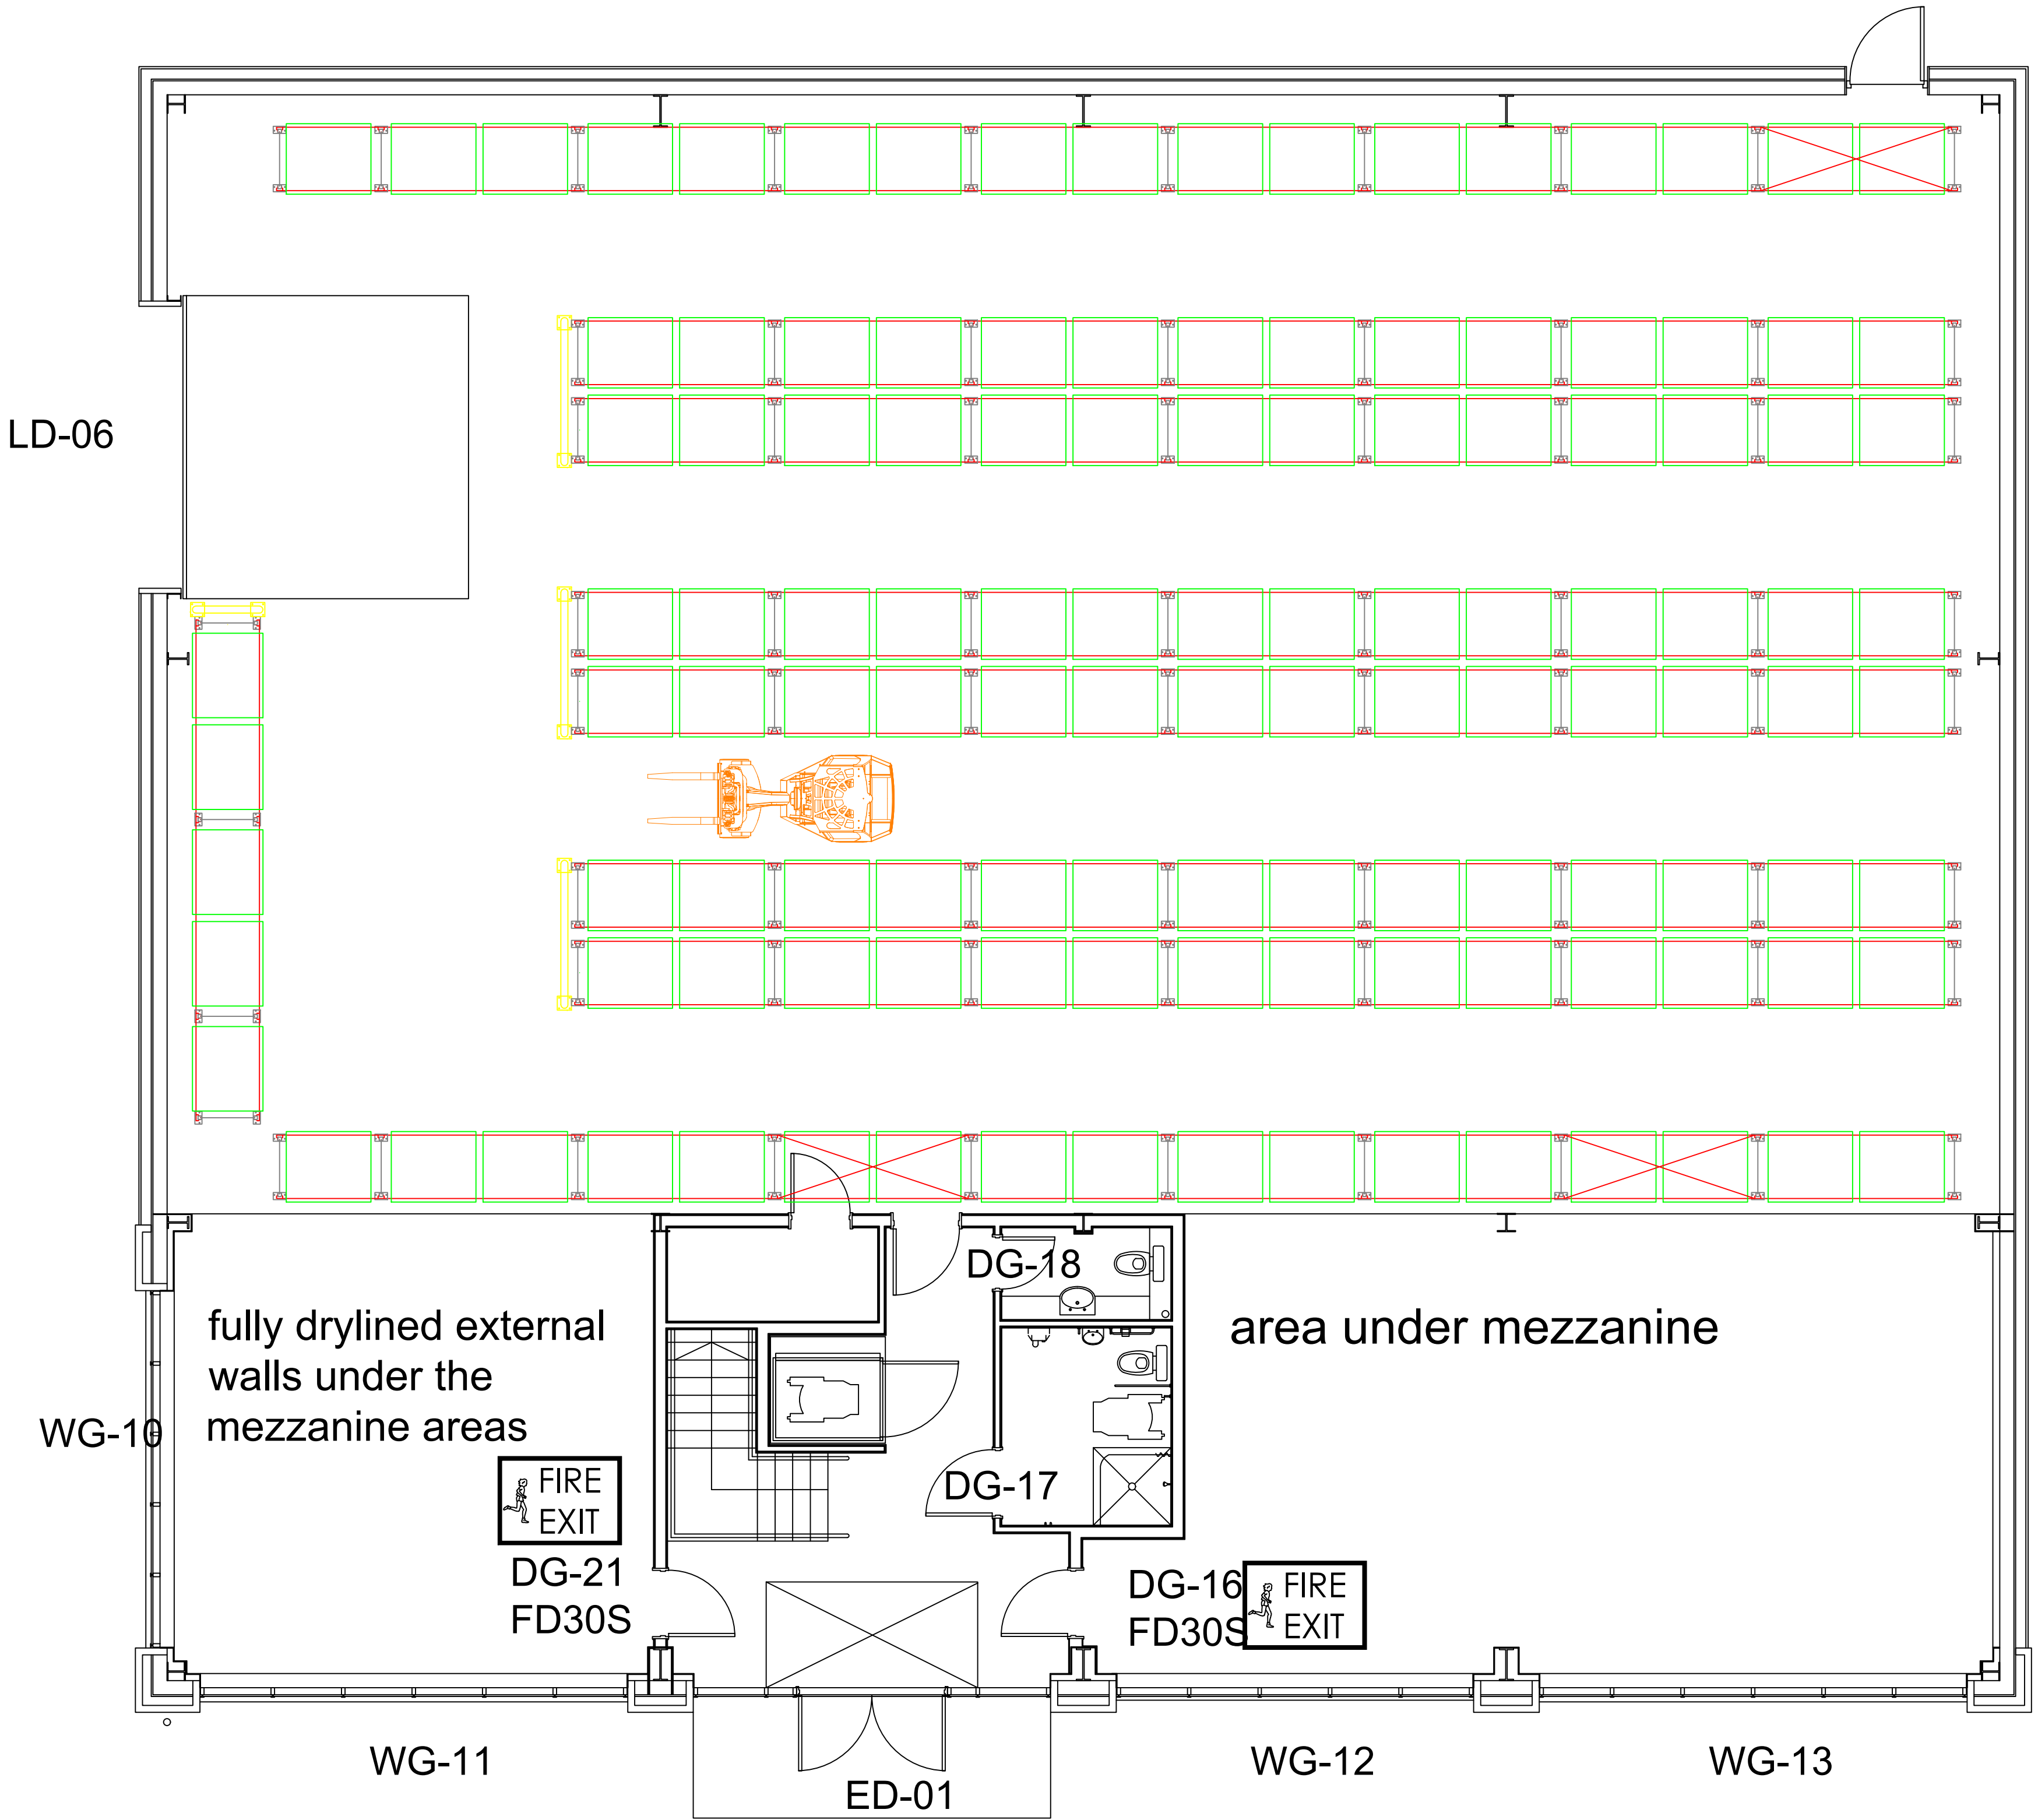 LD-06
DG-18
fully drylined external
walls under the
mezzanine areas
area under mezzanine
WG-10
FIRE
EXIT
DG-17
DG-21
FD30S
DG-16
FD30S
FIRE
EXIT
WG-11
ED-01
WG-12
WG-13